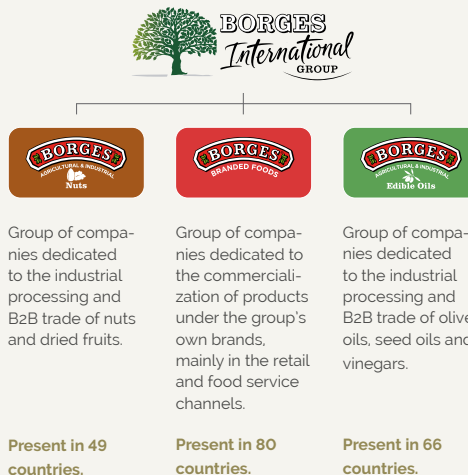 BORGES
International
GROUP
BORGES
AGRICULTURAL & INDUSTRIAL
Nuts
Group of compa-
nies dedicated
to the industrial
processing and
B2B trade of nuts
and dried fruits.
Present in 49
countries.
BORGES
BRANDED FOODS
Group of compa-
nies dedicated to
the commerciali-
zation of products
under the group's
own brands,
mainly in the retail
and food service
channels.
Present in 80
countries.
BORGES
AGRICULTURAL & INDUSTRIAL
Edible Oils
Group of compa-
nies dedicated
to the industrial
processing and
B2B trade of olive
oils, seed oils and
vinegars.
Present in 66
countries.